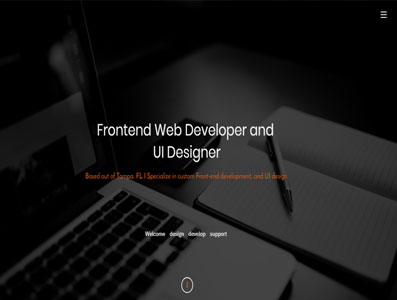 Frontend Web Developer and
UI Designer
Based out of Tampa. FL I Specialize in custom Front-end development, and UI design.
Welcome design develop support